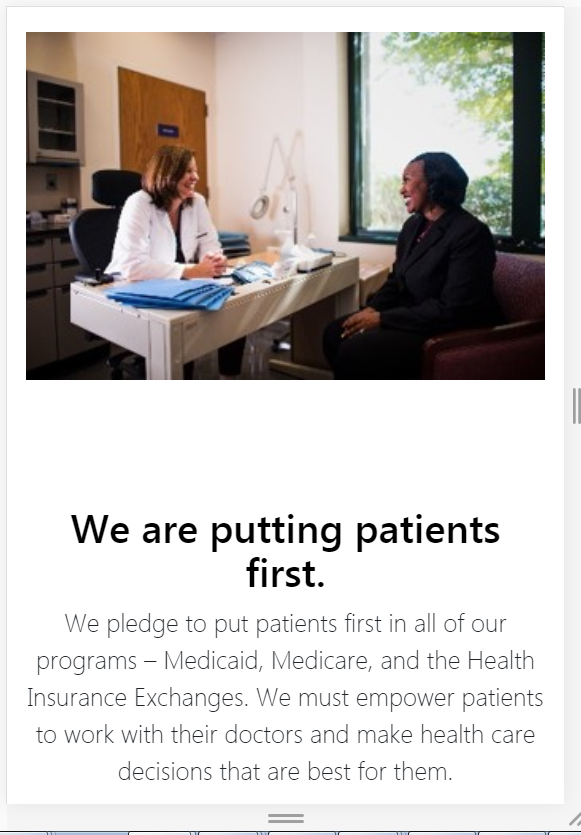 We are putting patients
first.
We pledge to put patients first in all of our
programs – Medicaid, Medicare, and the Health
Insurance Exchanges. We must empower patients
to work with their doctors and make health care
decisions that are best for them.